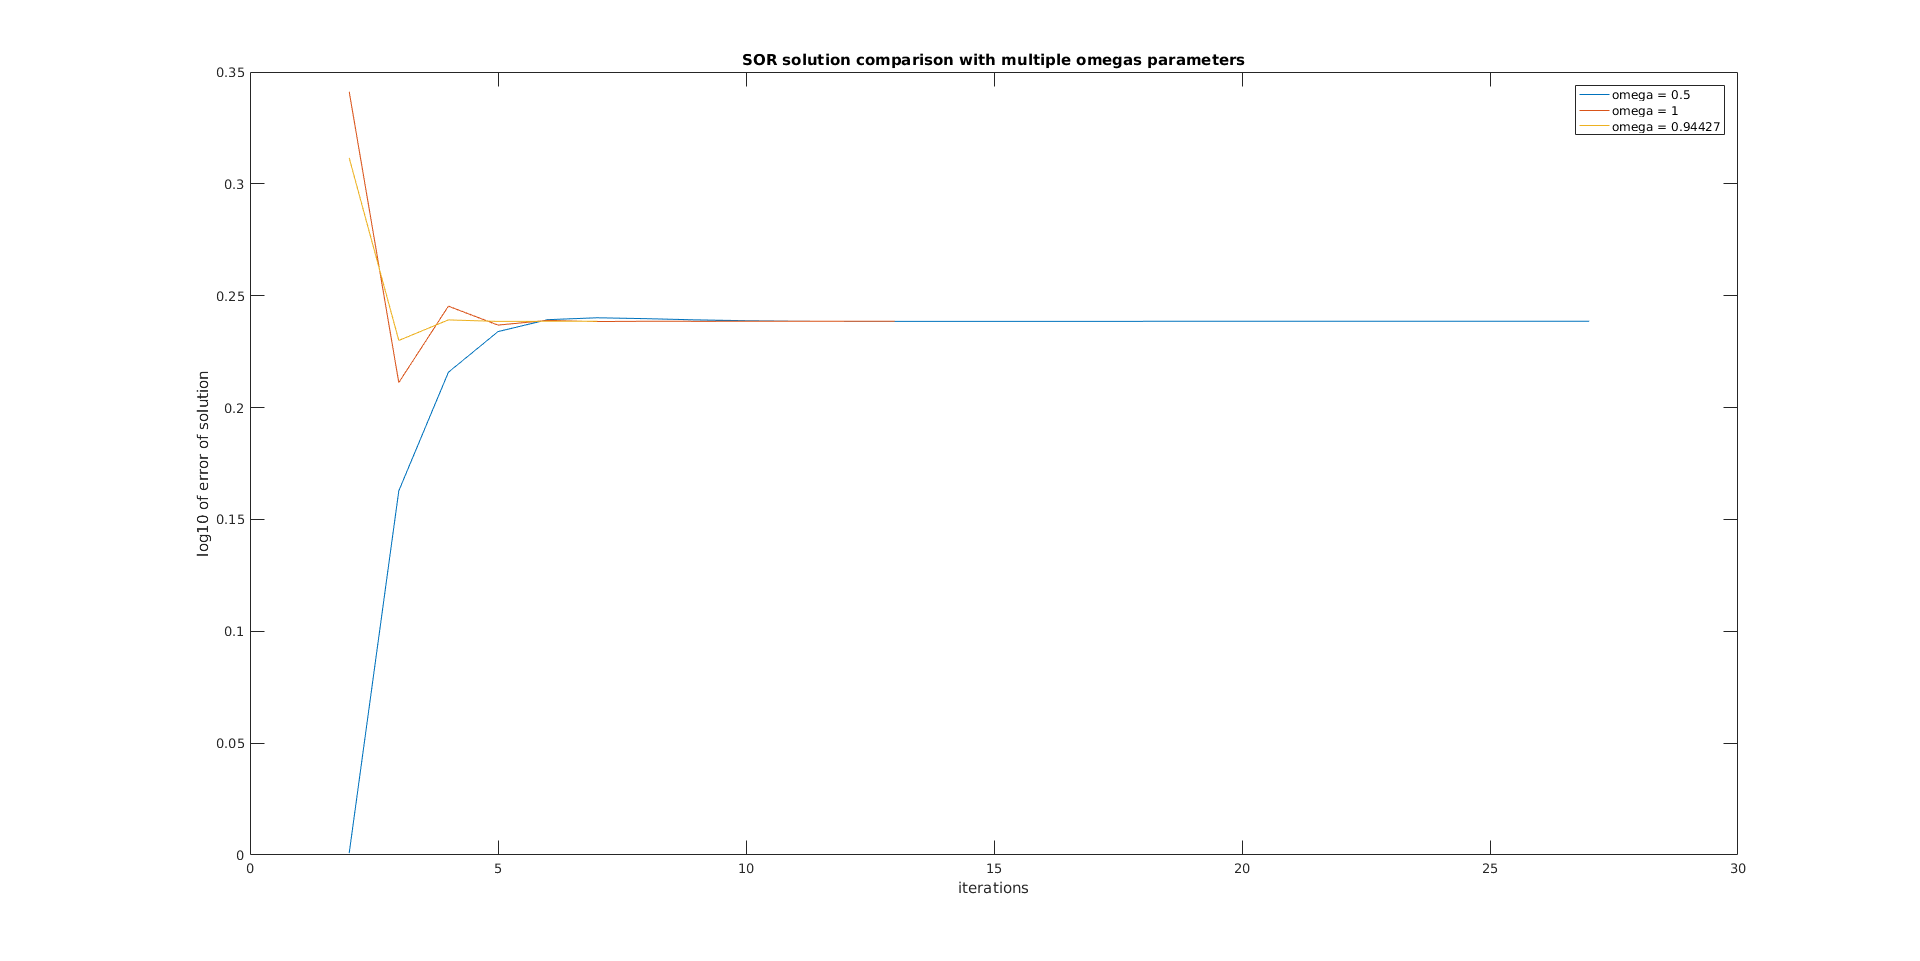 SOR solution comparison with multiple omegas parameters
0.35
0.3
0.25
0.2
0.15
0.1
0.05
0
log10 of error of solution
omega = 0.5
omega = 1
omega = 0.94427
0 5 10 15 20 25 30
iterations